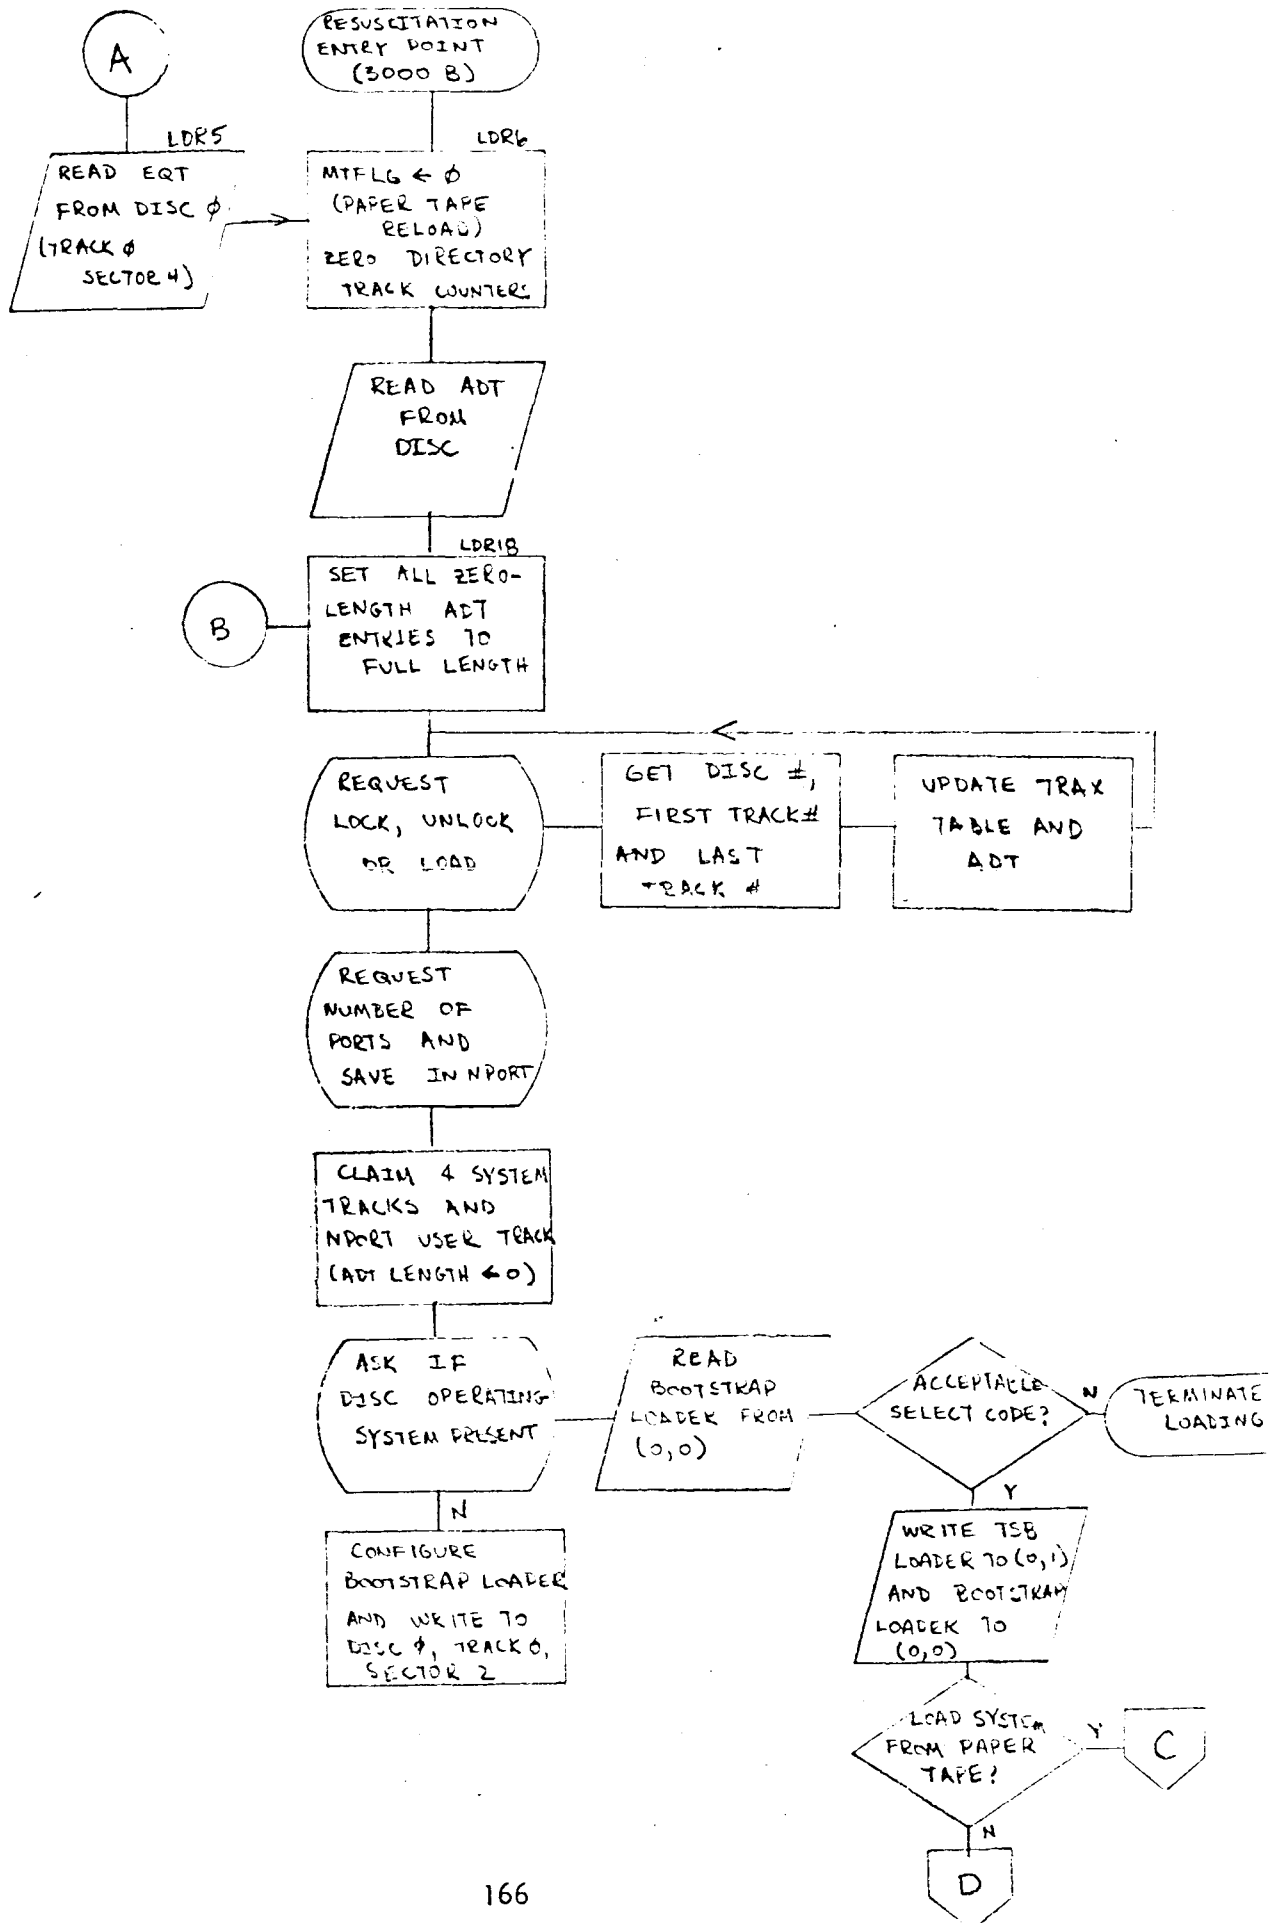 A
RESUSCITATION
ENTRY POINT
(3000 B)
LDR5
READ EQT
FROM DISC ϕ
(TRACK ϕ
SECTOR 4)
LDR6
MTFLG ← ϕ
(PAPER TAPE
RELOAD)
ZERO DIRECTORY
TRACK COUNTERS
READ ADT
FROM
DISC
LDR18
SET ALL ZERO-
LENGTH ADT
ENTRIES TO
FULL LENGTH
B
REQUEST
LOCK, UNLOCK
OR LOAD
GET DISC #,
FIRST TRACK#
AND LAST
TRACK #
UPDATE TRAX
TABLE AND
ADT
REQUEST
NUMBER OF
PORTS AND
SAVE IN NPORT
CLAIM 4 SYSTEM
TRACKS AND
NPORT USER TRACK
(ADT LENGTH ← 0)
ASK IF
DISC OPERATING
SYSTEM PRESENT
READ
BOOTSTRAP
LOADER FROM
(0,0)
ACCEPTABLE
SELECT CODE?
N
TERMINATE
LOADING
N
Y
CONFIGURE
BOOTSTRAP LOADER
AND WRITE TO
DISC ϕ, TRACK ϕ,
SECTOR 2
WRITE TSB
LOADER TO (0,1)
AND BOOTSTRAP
LOADER TO
(0,0)
LOAD SYSTEM
FROM PAPER
TAPE?
Y
C
N
D
166